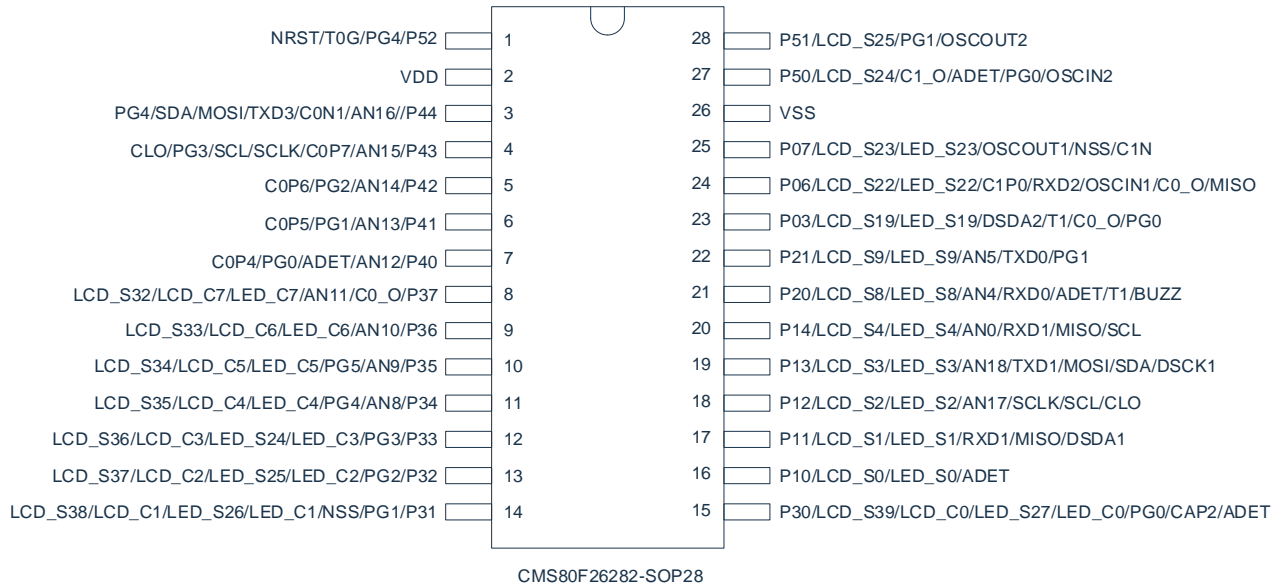 NRST/T0G/PG4/P52 1 28 P51/LCD_S25/PG1/OSCOUT2
VDD 2 27 P50/LCD_S24/C1_O/ADET/PG0/OSCIN2
PG4/SDA/MOSI/TXD3/C0N1/AN16//P44 3 26 VSS
CLO/PG3/SCL/SCLK/C0P7/AN15/P43 4 25 P07/LCD_S23/LED_S23/OSCOUT1/NSS/C1N
C0P6/PG2/AN14/P42 5 24 P06/LCD_S22/LED_S22/C1P0/RXD2/OSCIN1/C0_O/MISO
C0P5/PG1/AN13/P41 6 23 P03/LCD_S19/LED_S19/DSDA2/T1/C0_O/PG0
C0P4/PG0/ADET/AN12/P40 7 22 P21/LCD_S9/LED_S9/AN5/TXD0/PG1
LCD_S32/LCD_C7/LED_C7/AN11/C0_O/P37 8 21 P20/LCD_S8/LED_S8/AN4/RXD0/ADET/T1/BUZZ
LCD_S33/LCD_C6/LED_C6/AN10/P36 9 20 P14/LCD_S4/LED_S4/AN0/RXD1/MISO/SCL
LCD_S34/LCD_C5/LED_C5/PG5/AN9/P35 10 19 P13/LCD_S3/LED_S3/AN18/TXD1/MOSI/SDA/DSCK1
LCD_S35/LCD_C4/LED_C4/PG4/AN8/P34 11 18 P12/LCD_S2/LED_S2/AN17/SCLK/SCL/CLO
LCD_S36/LCD_C3/LED_S24/LED_C3/PG3/P33 12 17 P11/LCD_S1/LED_S1/RXD1/MISO/DSDA1
LCD_S37/LCD_C2/LED_S25/LED_C2/PG2/P32 13 16 P10/LCD_S0/LED_S0/ADET
LCD_S38/LCD_C1/LED_S26/LED_C1/NSS/PG1/P31 14 15 P30/LCD_S39/LCD_C0/LED_S27/LED_C0/PG0/CAP2/ADET
CMS80F26282-SOP28